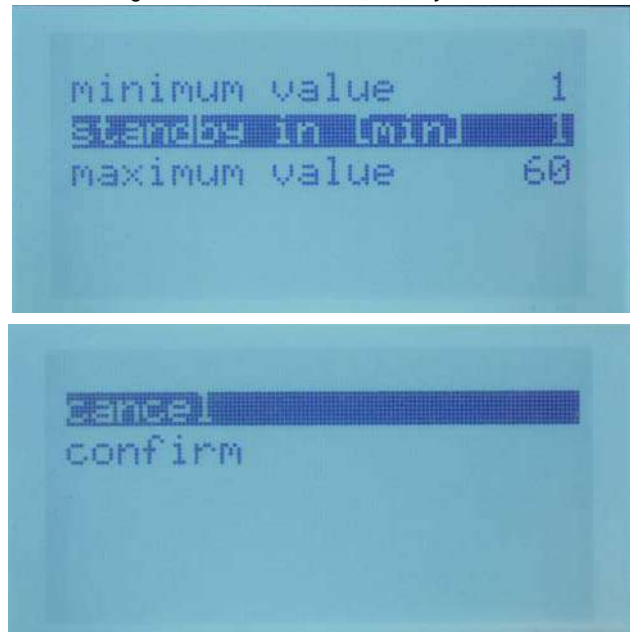 minimum value 1
standby in [min] 1
maximum value 60
cancel
confirm